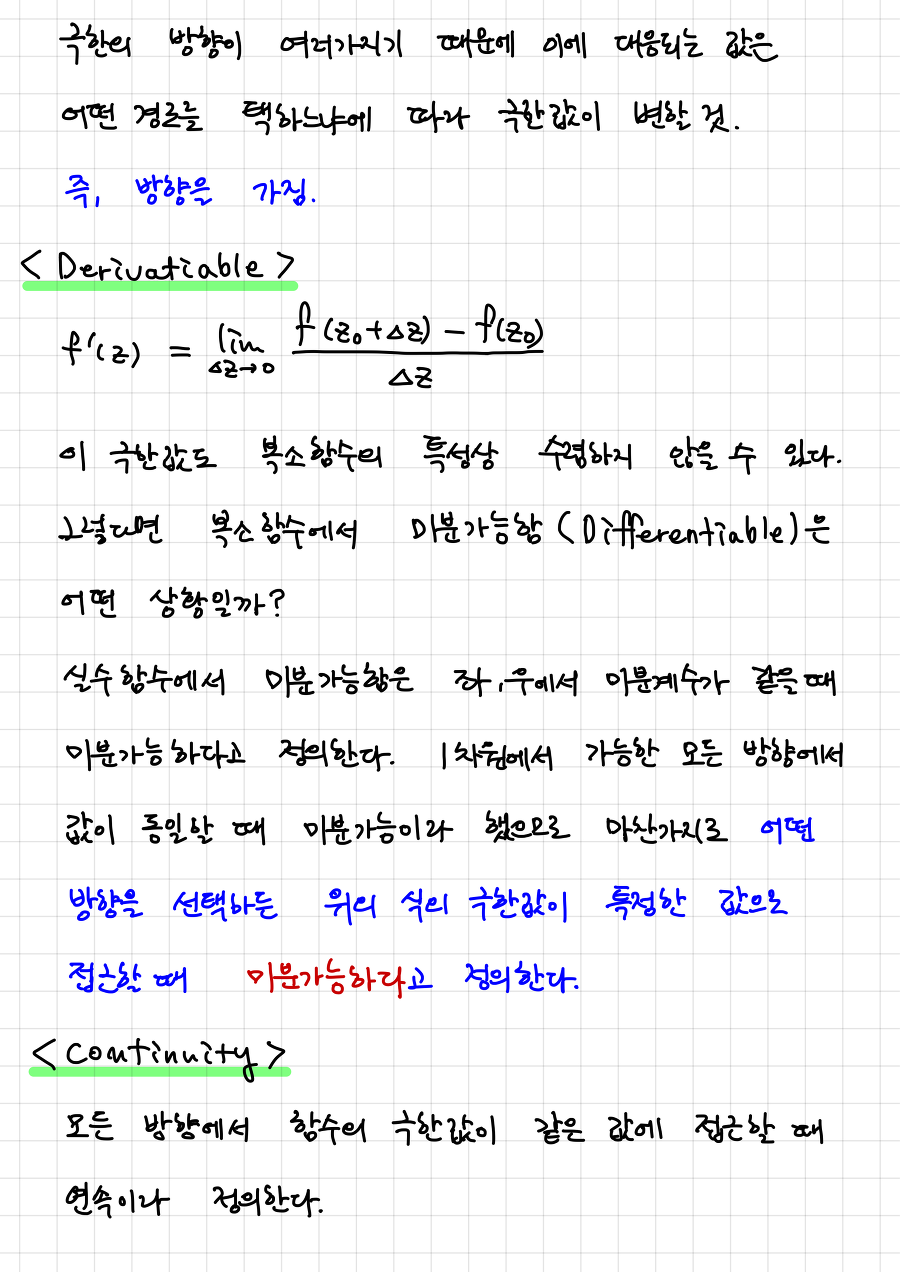 극한의 방향이 여러가지기 때문에 이에 대응되는 값은
어떤 경로를 택하느냐에 따라 극한값이 변할 것.
즉, 방향을 가짐.
< Derivatiable >
f'(z) = lim Δz→0 f(z₀+Δz) - f(z₀) / Δz
이 극한값도 복소함수의 특성상 수렴하지 않을 수 있다.
그렇다면 복소함수에서 미분가능함 (Differentiable)은
어떤 상황일까?
실수함수에서 미분가능함은 좌,우에서 미분계수가 같을 때
미분가능하다고 정의한다. 1차원에서 가능한 모든 방향에서
값이 동일할 때 미분가능이라 했으므로 마찬가지로 어떤
방향을 선택하든 위의 식의 극한값이 특정한 값으로
접근할 때 미분가능하다고 정의한다.
< Continuity >
모든 방향에서 함수의 극한값이 같은 값에 접근할 때
연속이라 정의한다.